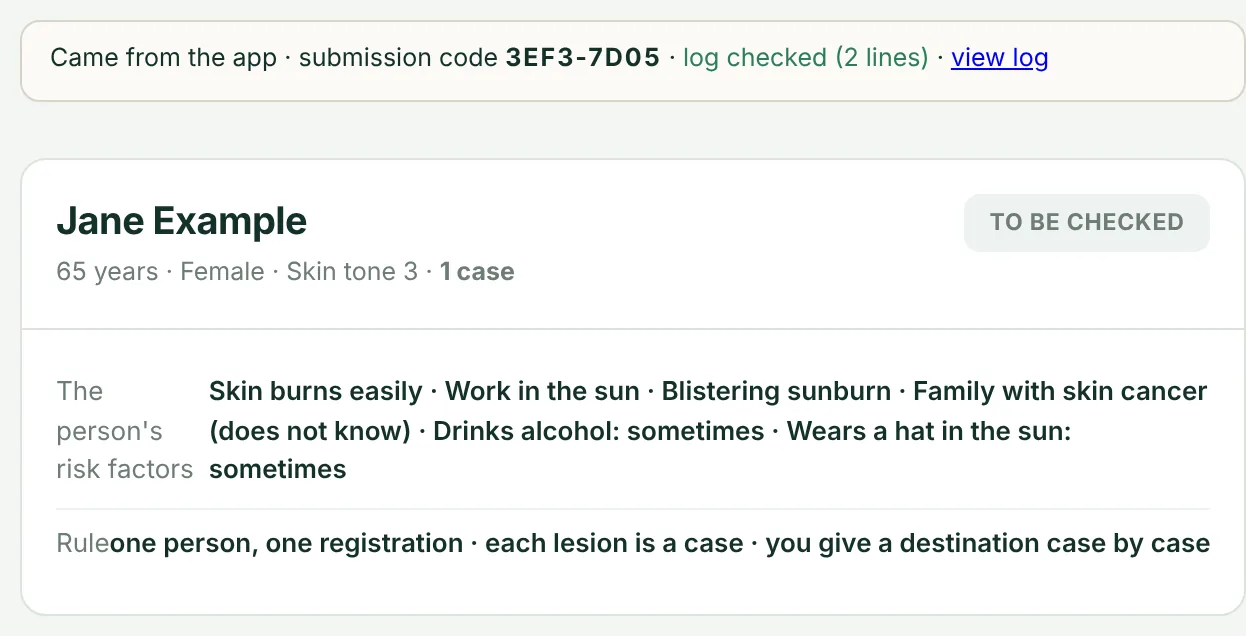 Came from the app · submission code 3EF3-7D05 · log checked (2 lines) · view log
Jane Example
TO BE CHECKED
65 years · Female · Skin tone 3 · 1 case
The person's risk factors
Skin burns easily · Work in the sun · Blistering sunburn · Family with skin cancer
(does not know) · Drinks alcohol: sometimes · Wears a hat in the sun:
sometimes
Rule one person, one registration · each lesion is a case · you give a destination case by case